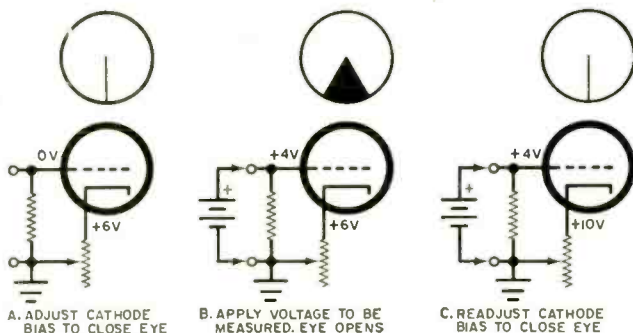 0V
+6V
A. ADJUST CATHODE
BIAS TO CLOSE EYE
+4V
+
+6V
B. APPLY VOLTAGE TO BE
MEASURED. EYE OPENS
+4V
+
+10V
C. READJUST CATHODE
BIAS TO CLOSE EYE